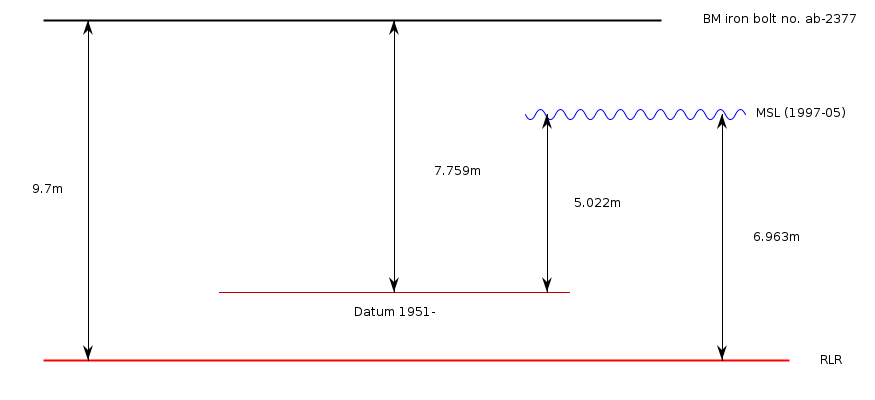 BM iron bolt no. ab-2377
MSL (1997-05)
7.759m
9.7m
5.022m
6.963m
Datum 1951-
RLR